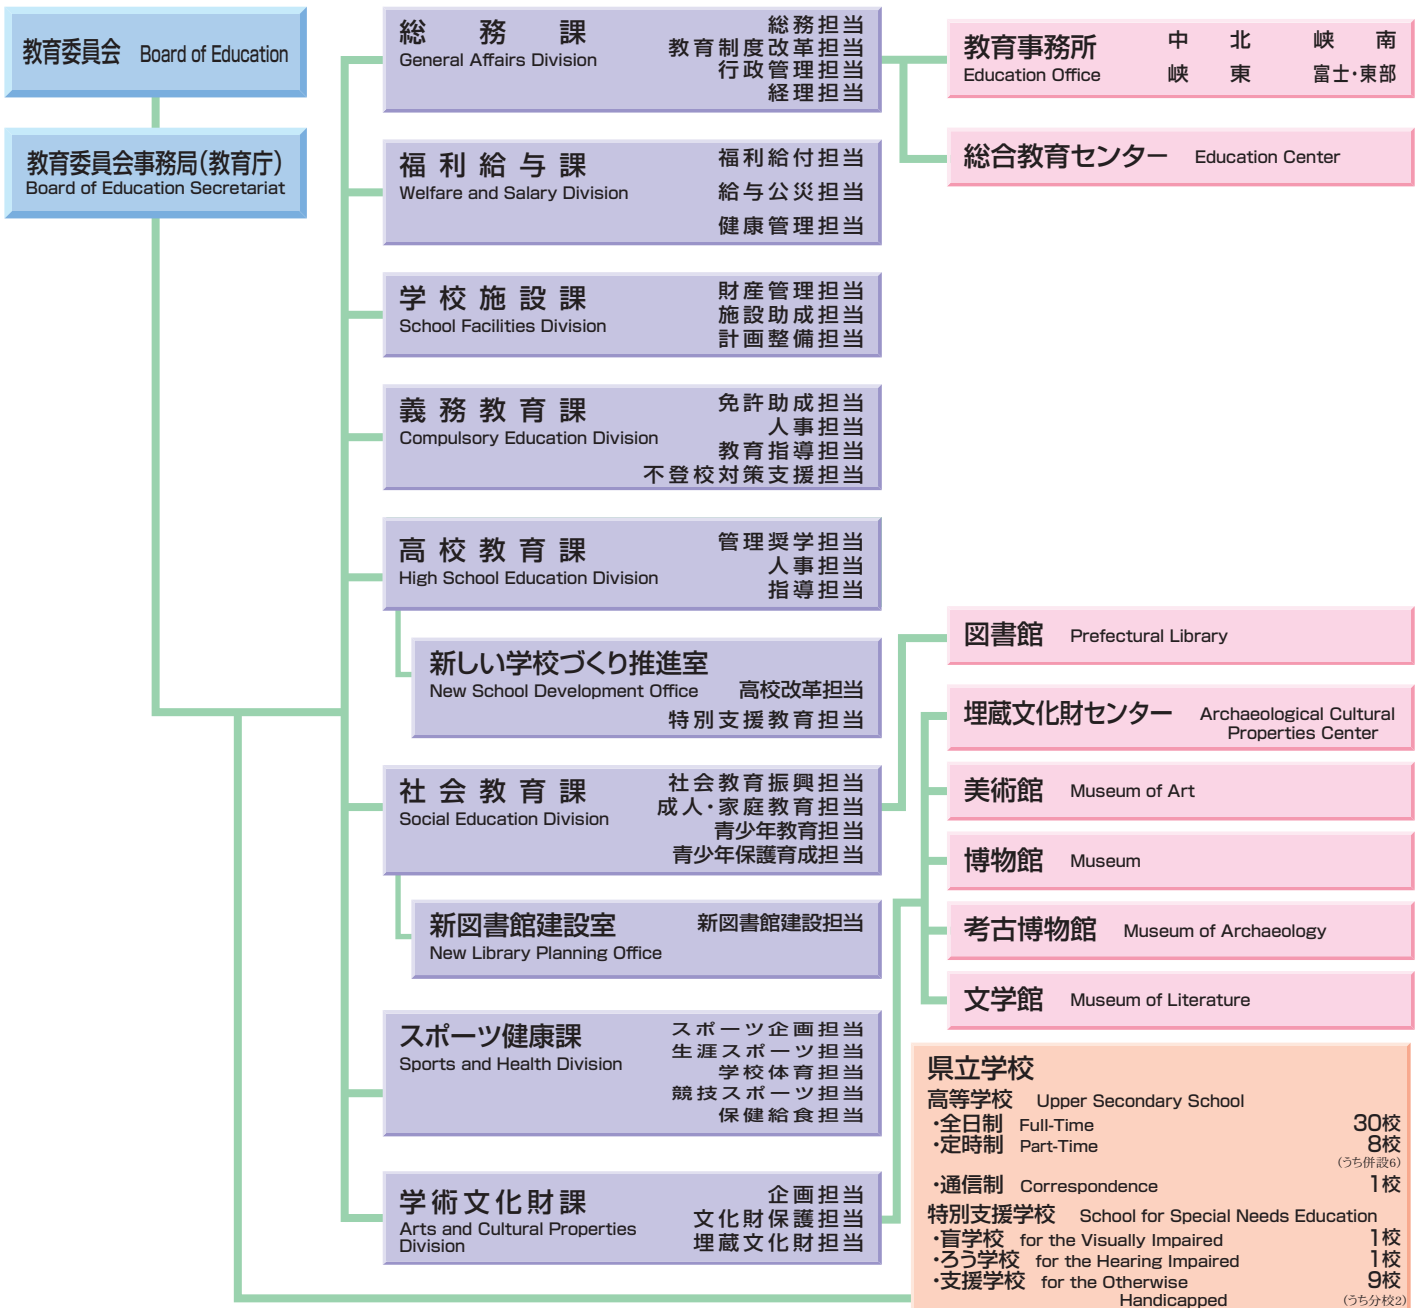 教育委員会 Board of Education
教育委員会事務局(教育庁)
Board of Education Secretariat
総務課
General Affairs Division
総務担当
教育制度改革担当
行政管理担当
経理担当
福利給与課
Welfare and Salary Division
福利給付担当
給与公災担当
健康管理担当
学校施設課
School Facilities Division
財産管理担当
施設助成担当
計画整備担当
義務教育課
Compulsory Education Division
免許助成担当
人事担当
教育指導担当
不登校対策支援担当
高校教育課
High School Education Division
管理奨学担当
人事担当
指導担当
新しい学校づくり推進室
New School Development Office
高校改革担当
特別支援教育担当
社会教育課
Social Education Division
社会教育振興担当
成人・家庭教育担当
青少年教育担当
青少年保護育成担当
新図書館建設室
New Library Planning Office
新図書館建設担当
スポーツ健康課
Sports and Health Division
スポーツ企画担当
生涯スポーツ担当
学校体育担当
競技スポーツ担当
保健給食担当
学術文化財課
Arts and Cultural Properties
Division
企画担当
文化財保護担当
埋蔵文化財担当
教育事務所
Education Office
中北 峡南
峡東 富士・東部
総合教育センター Education Center
図書館 Prefectural Library
埋蔵文化財センター Archaeological Cultural
Properties Center
美術館 Museum of Art
博物館 Museum
考古博物館 Museum of Archaeology
文学館 Museum of Literature
県立学校
高等学校 Upper Secondary School
・全日制 Full-Time 30校
・定時制 Part-Time 8校
(うち併設6)
・通信制 Correspondence 1校
特別支援学校 School for Special Needs Education
・盲学校 for the Visually Impaired 1校
・ろう学校 for the Hearing Impaired 1校
・支援学校 for the Otherwise 9校
Handicapped (うち分校2)